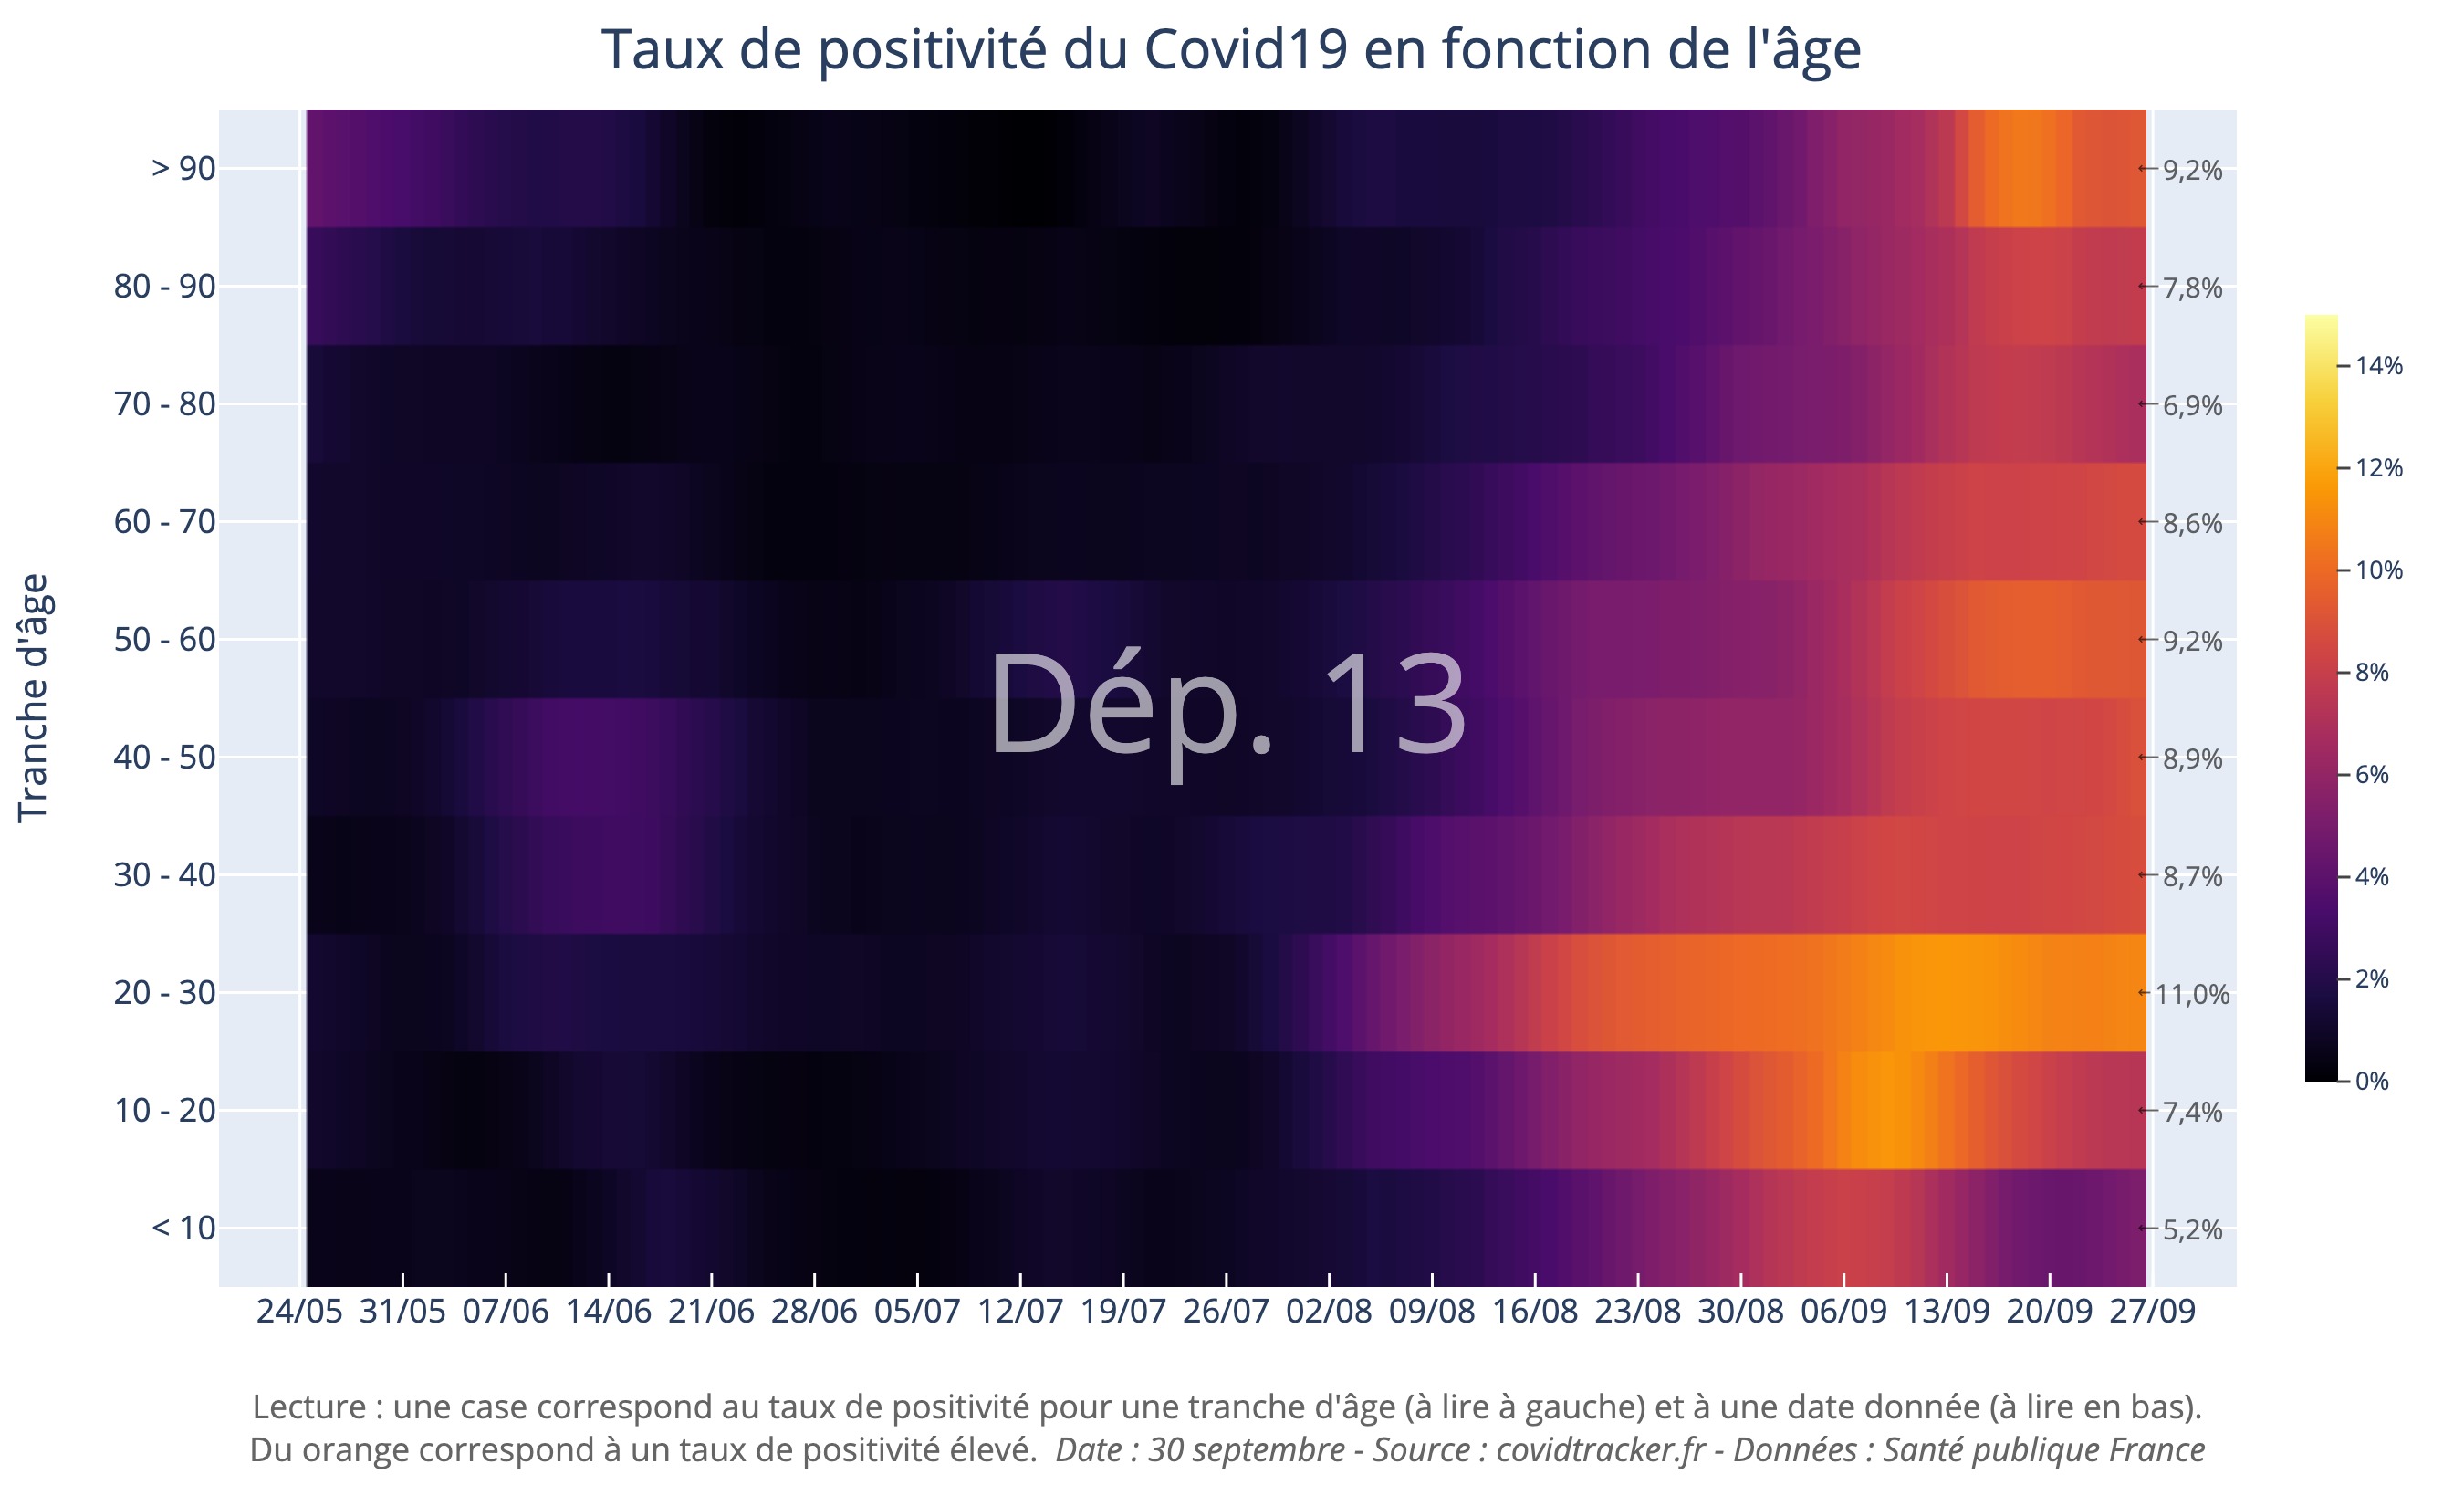 Taux de positivité du Covid19 en fonction de l'âge
Tranche d'âge
> 90
80 - 90
70 - 80
60 - 70
50 - 60
40 - 50
30 - 40
20 - 30
10 - 20
< 10
Dép. 13
9,2%
7,8%
6,9%
8,6%
9,2%
8,9%
8,7%
11,0%
7,4%
5,2%
14%
12%
10%
8%
6%
4%
2%
0%
24/05 31/05 07/06 14/06 21/06 28/06 05/07 12/07 19/07 26/07 02/08 09/08 16/08 23/08 30/08 06/09 13/09 20/09 27/09
Lecture : une case correspond au taux de positivité pour une tranche d'âge (à lire à gauche) et à une date donnée (à lire en bas).
Du orange correspond à un taux de positivité élevé. Date : 30 septembre - Source : covidtracker.fr - Données : Santé publique France